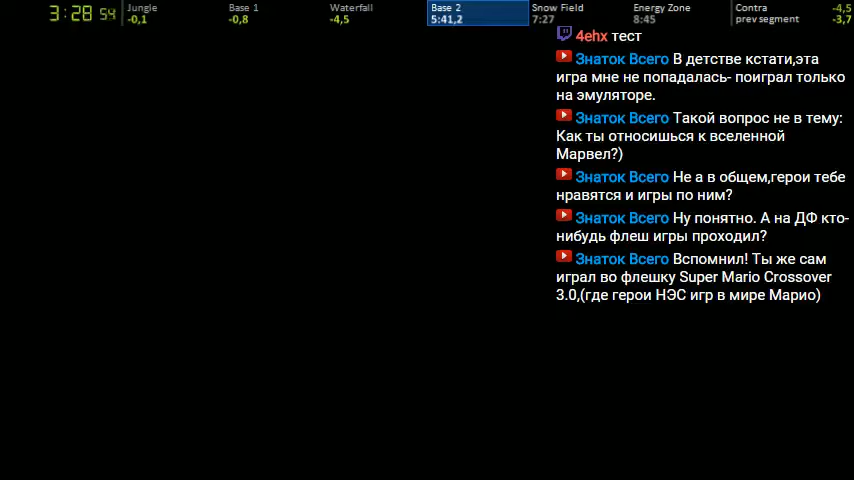 3:28 54 Jungle Base 1 Waterfall Base 2 Snow Field Energy Zone Contra -4,5
-0,1 -0,8 -4,5 5:41,2 7:27 8:45 prev segment -3,7
4ehx тест
Знаток Всего В детстве кстати,эта
игра мне не попадалась- поиграл только
на эмуляторе.
Знаток Всего Такой вопрос не в тему:
Как ты относишься к вселенной
Марвел?)
Знаток Всего Не а в общем,герои тебе
нравятся и игры по ним?
Знаток Всего Ну понятно. А на ДФ кто-
нибудь флеш игры проходил?
Знаток Всего Вспомнил! Ты же сам
играл во флешку Super Mario Crossover
3.0,(где герои НЭС игр в мире Марио)